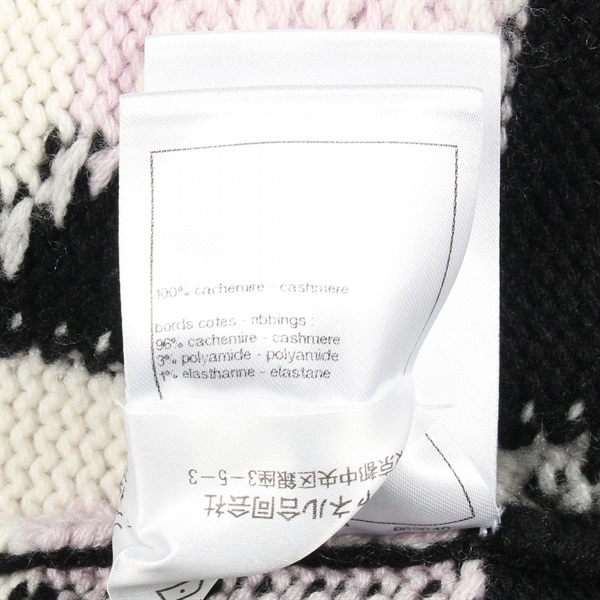 100% cachemire - cashmere
bords cotes - ribbings :
96% cachemire - cashmere
3% polyamide - polyamide
1% elasthanne - elastane
ネル合同会社
京都中央区銀座3-5-3